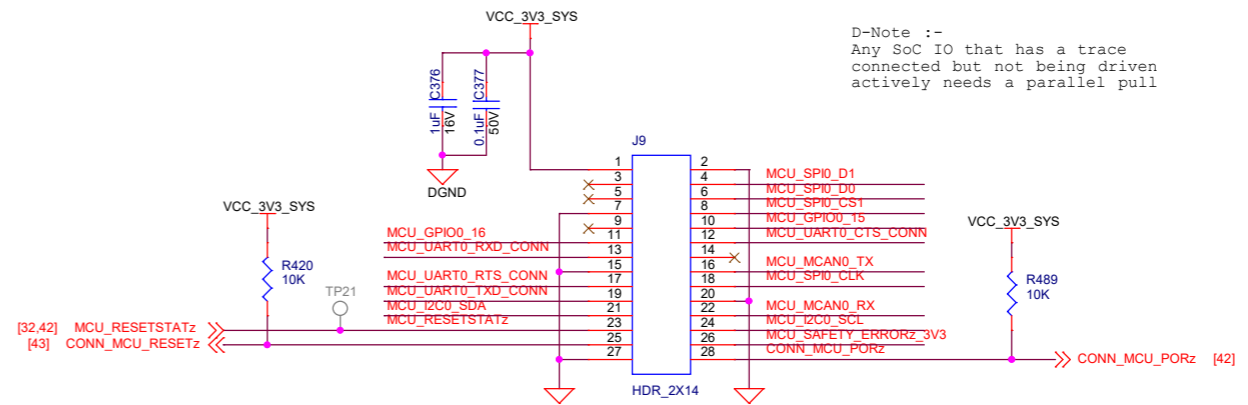 VCC_3V3_SYS
D-Note :-
Any SoC IO that has a trace
connected but not being driven
actively needs a parallel pull
C376
1uF
16V
C377
0.1uF
50V
DGND
J9
1 2
3 4 MCU_SPI0_D1
5 6 MCU_SPI0_D0
7 8 MCU_SPI0_CS1
9 10 MCU_GPIO0_15
MCU_GPIO0_16 11 12 MCU_UART0_CTS_CONN
MCU_UART0_RXD_CONN 13 14
15 16 MCU_MCAN0_TX
MCU_UART0_RTS_CONN 17 18 MCU_SPI0_CLK
MCU_UART0_TXD_CONN 19 20
MCU_I2C0_SDA 21 22 MCU_MCAN0_RX
MCU_RESETSTATz 23 24 MCU_I2C0_SCL
25 26 MCU_SAFETY_ERRORz_3V3
27 28 CONN_MCU_PORz
HDR_2X14
VCC_3V3_SYS
R420
10K
TP21
[32,42] MCU_RESETSTATz
[43] CONN_MCU_RESETz
VCC_3V3_SYS
R489
10K
CONN_MCU_PORz [42]